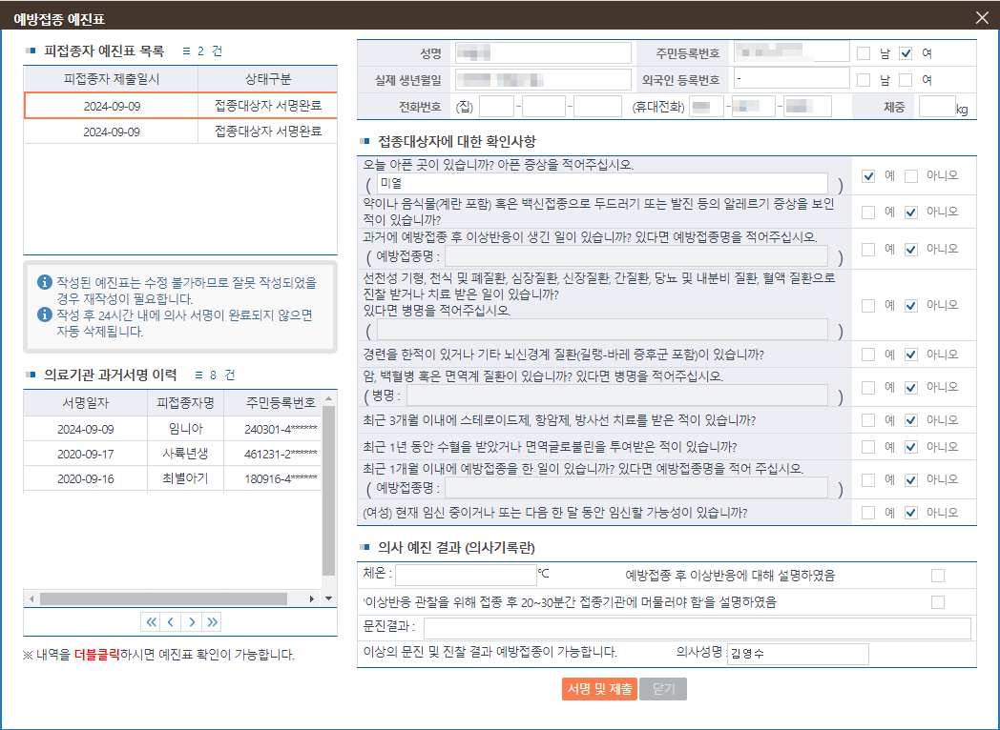 예방접종 예진표
피접종자 예진표 목록 ≡ 2 건
피접종자 제출일시 상태구분
2024-09-09 접종대상자 서명완료
2024-09-09 접종대상자 서명완료
작성된 예진표는 수정 불가하므로 잘못 작성되었을
경우 재작성이 필요합니다.
작성 후 24시간 내에 의사 서명이 완료되지 않으면
자동 삭제됩니다.
의료기관 과거서명 이력 ≡ 8 건
서명일자 피접종자명 주민등록번호
2024-09-09 임니아 240301-4******
2020-09-17 사륙년생 461231-2******
2020-09-16 최별아기 180916-4******
※ 내역을 더블클릭하시면 예진표 확인이 가능합니다.
성명 주민등록번호 남 여
실제 생년월일 외국인 등록번호 - 남 여
전화번호 (집) - - (휴대전화) - - 체중 kg
접종대상자에 대한 확인사항
오늘 아픈 곳이 있습니까? 아픈 증상을 적어주십시오.
( 미열 ) 예 아니오
약이나 음식물(계란 포함) 혹은 백신접종으로 두드러기 또는 발진 등의 알레르기 증상을 보인
적이 있습니까? 예 아니오
과거에 예방접종 후 이상반응이 생긴 일이 있습니까? 있다면 예방접종명을 적어주십시오.
( 예방접종명 : ) 예 아니오
선천성 기형, 천식 및 폐질환, 심장질환, 신장질환, 간질환, 당뇨 및 내분비 질환, 혈액 질환으로
진찰 받거나 치료 받은 일이 있습니까?
있다면 병명을 적어주십시오.
( ) 예 아니오
경련을 한적이 있거나 기타 뇌신경계 질환(길랭-바레 증후군 포함)이 있습니까? 예 아니오
암, 백혈병 혹은 면역계 질환이 있습니까? 있다면 병명을 적어주십시오.
( 병명 : ) 예 아니오
최근 3개월 이내에 스테로이드제, 항암제, 방사선 치료를 받은 적이 있습니까? 예 아니오
최근 1년 동안 수혈을 받았거나 면역글로불린을 투여받은 적이 있습니까? 예 아니오
최근 1개월 이내에 예방접종을 한 일이 있습니까? 있다면 예방접종명을 적어 주십시오.
( 예방접종명 : ) 예 아니오
(여성) 현재 임신 중이거나 또는 다음 한 달 동안 임신할 가능성이 있습니까? 예 아니오
의사 예진 결과 (의사기록란)
체온 : ℃ 예방접종 후 이상반응에 대해 설명하였음
'이상반응 관찰을 위해 접종 후 20~30분간 접종기관에 머물러야 함'을 설명하였음
문진결과 :
이상의 문진 및 진찰 결과 예방접종이 가능합니다. 의사성명 : 김영수
서명 및 제출 닫기